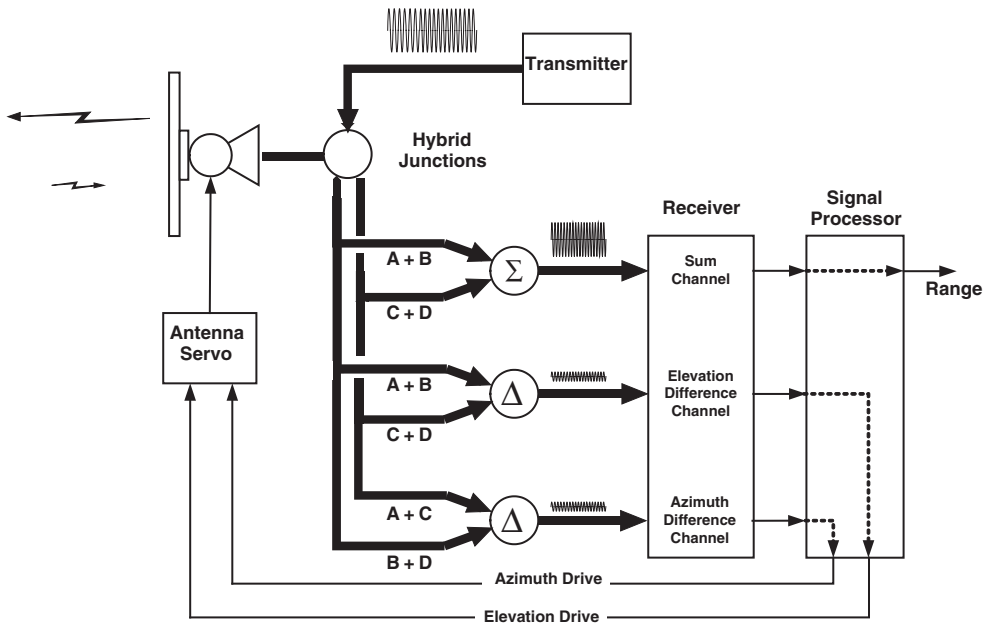 Transmitter
Hybrid
Junctions
Receiver
Signal
Processor
A + B
C + D
Σ
Sum
Channel
Range
Antenna
Servo
A + B
C + D
Δ
Elevation
Difference
Channel
A + C
B + D
Δ
Azimuth
Difference
Channel
Azimuth Drive
Elevation Drive